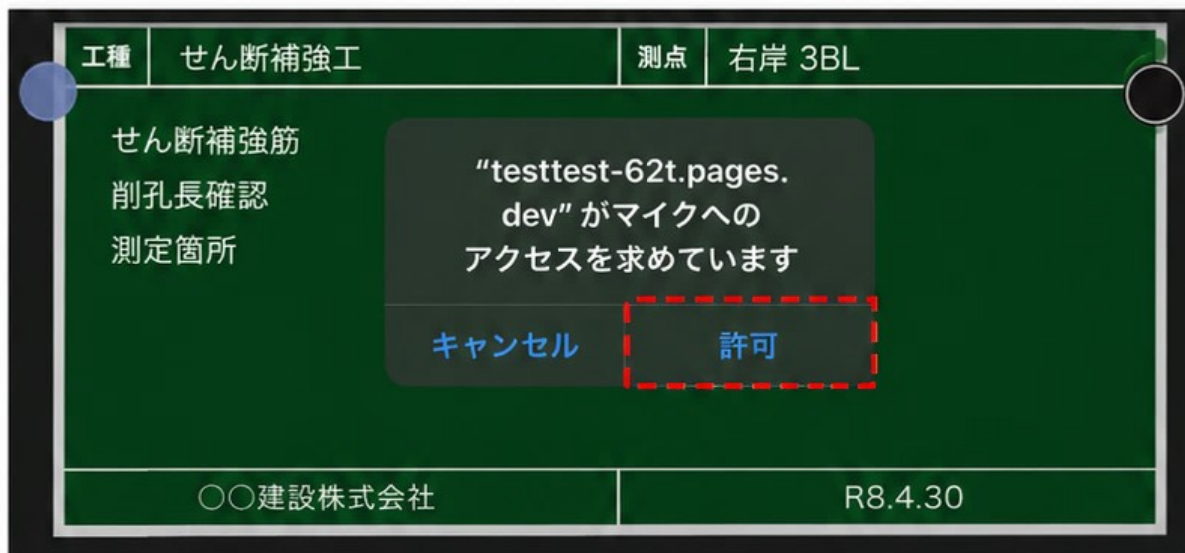 工種 せん断補強工 測点 右岸 3BL
せん断補強筋
削孔長確認
測定箇所
“testtest-62t.pages.
dev”がマイクへの
アクセスを求めています
キャンセル 許可
○○建設株式会社 R8.4.30